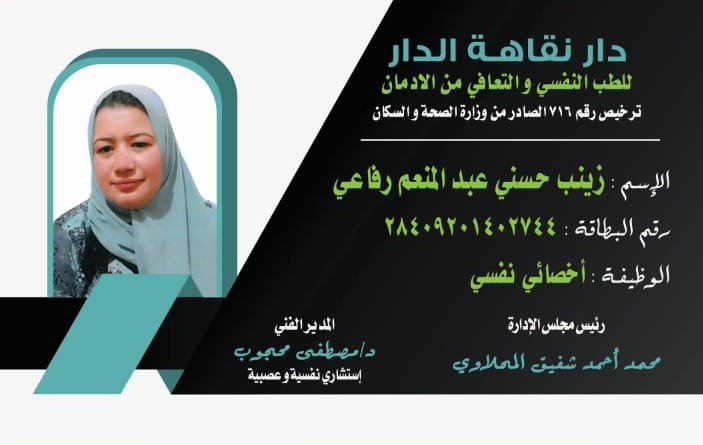 دار نقاهة الدار
للطب النفسي والتعافي من الادمان
ترخيص رقم ٧١٦ الصادر من وزارة الصحة والسكان
الإسم : زينب حسني عبد المنعم رفاعي
رقم البطاقة : ٢٨٤٠٩٢٠١٤٠٢٧٤٤
الوظيفة : أخصائي نفسي
رئيس مجلس الإدارة
محمد أحمد شفيق المحلاوي
المدير الفني
د/مصطفى محجوب
إستشاري نفسية وعصبية